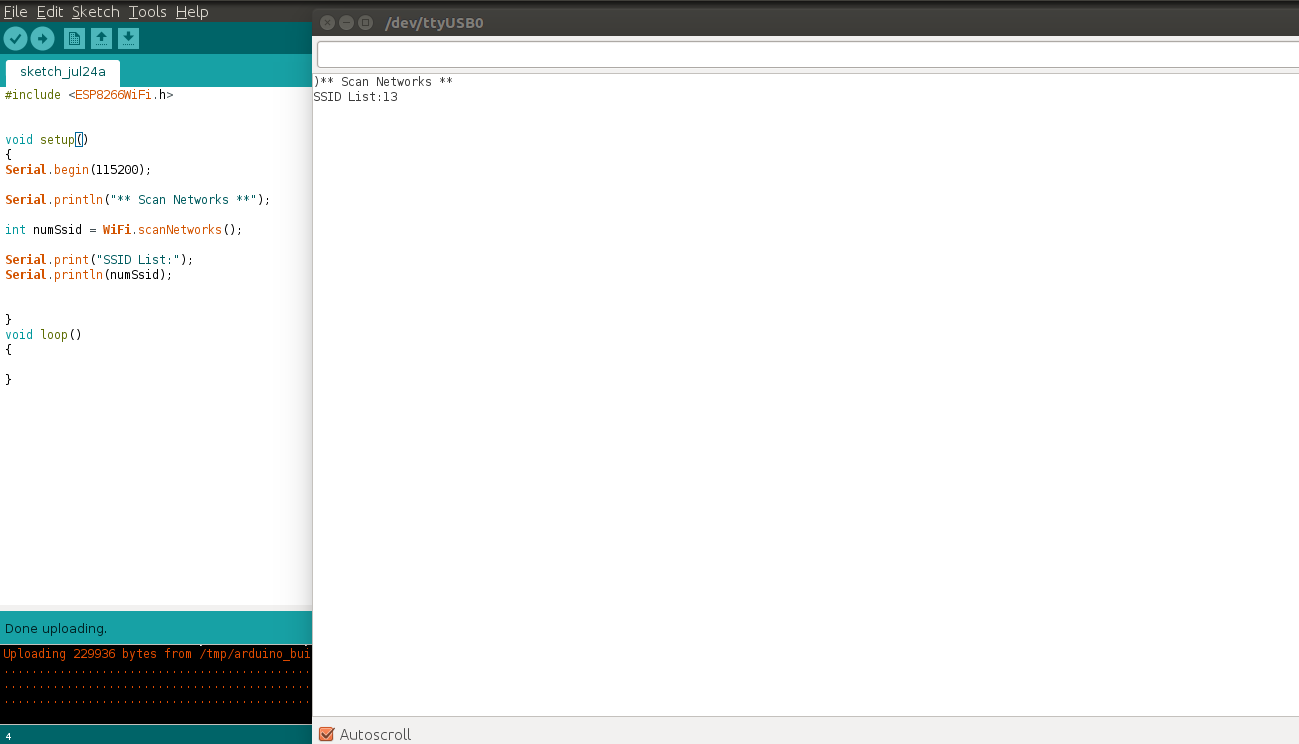 File Edit Sketch Tools Help
/dev/ttyUSB0
sketch_jul24a
#include <ESP8266WiFi.h>
void setup()
{
Serial.begin(115200);
Serial.println("** Scan Networks **");
int numSsid = WiFi.scanNetworks();
Serial.print("SSID List:");
Serial.println(numSsid);
}
void loop()
{
}
)** Scan Networks **
SSID List:13
Done uploading.
Uploading 229936 bytes from /tmp/arduino_bui
................................................
................................................
................................................
4
Autoscroll